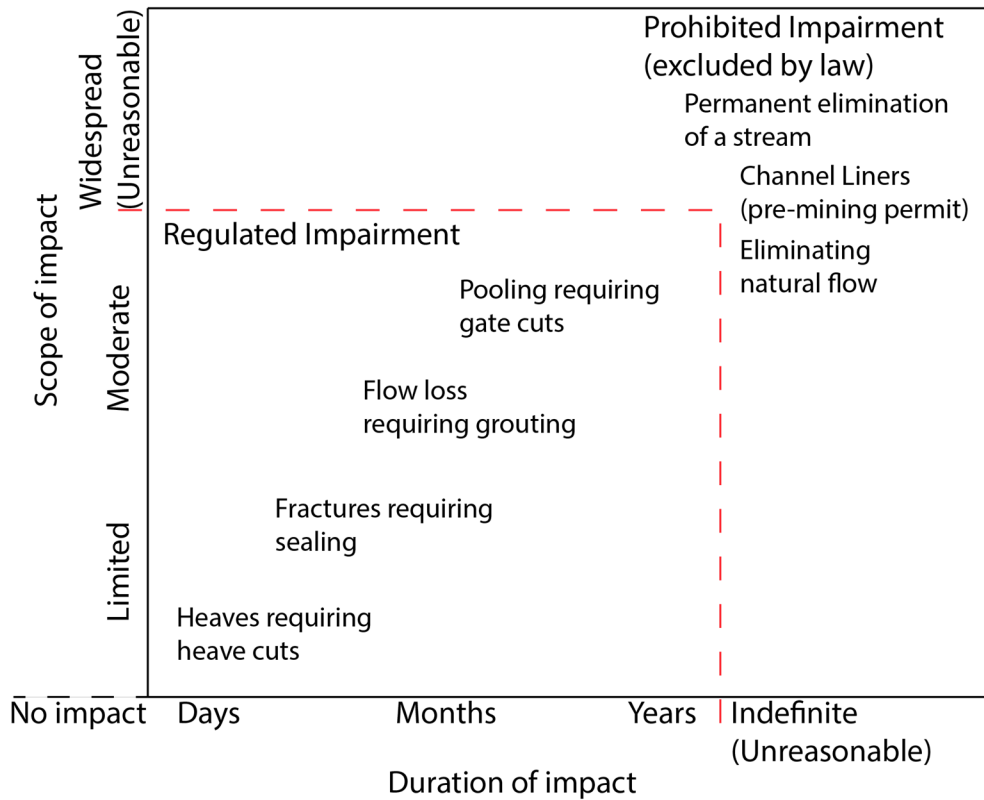 Prohibited Impairment
(excluded by law)
Permanent elimination
of a stream
Channel Liners
(pre-mining permit)
Eliminating
natural flow
Regulated Impairment
Pooling requiring
gate cuts
Flow loss
requiring grouting
Fractures requiring
sealing
Heaves requiring
heave cuts
Scope of impact
Widespread
(Unreasonable)
Moderate
Limited
No impact
Days
Months
Years
Indefinite
(Unreasonable)
Duration of impact